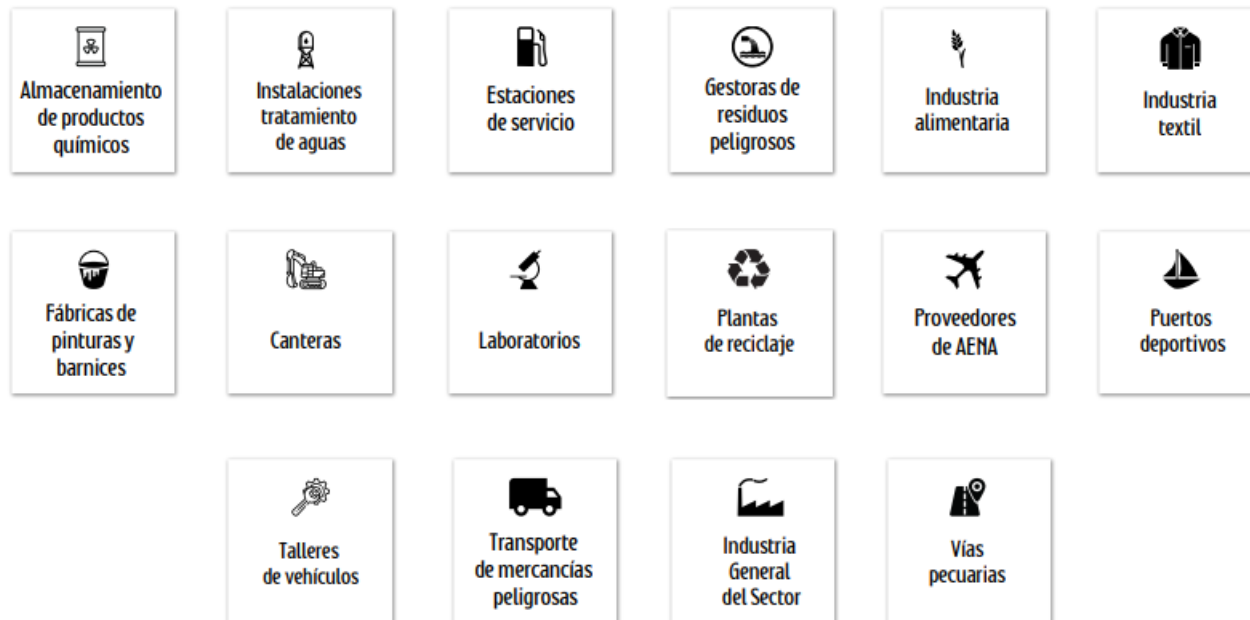 Almacenamiento
de productos
químicos
Instalaciones
tratamiento
de aguas
Estaciones
de servicio
Gestoras de
residuos
peligrosos
Industria
alimentaria
Industria
textil
Fábricas de
pinturas y
barnices
Canteras
Laboratorios
Plantas
de reciclaje
Proveedores
de AENA
Puertos
deportivos
Talleres
de vehículos
Transporte
de mercancías
peligrosas
Industria
General
del Sector
Vías
pecuarias